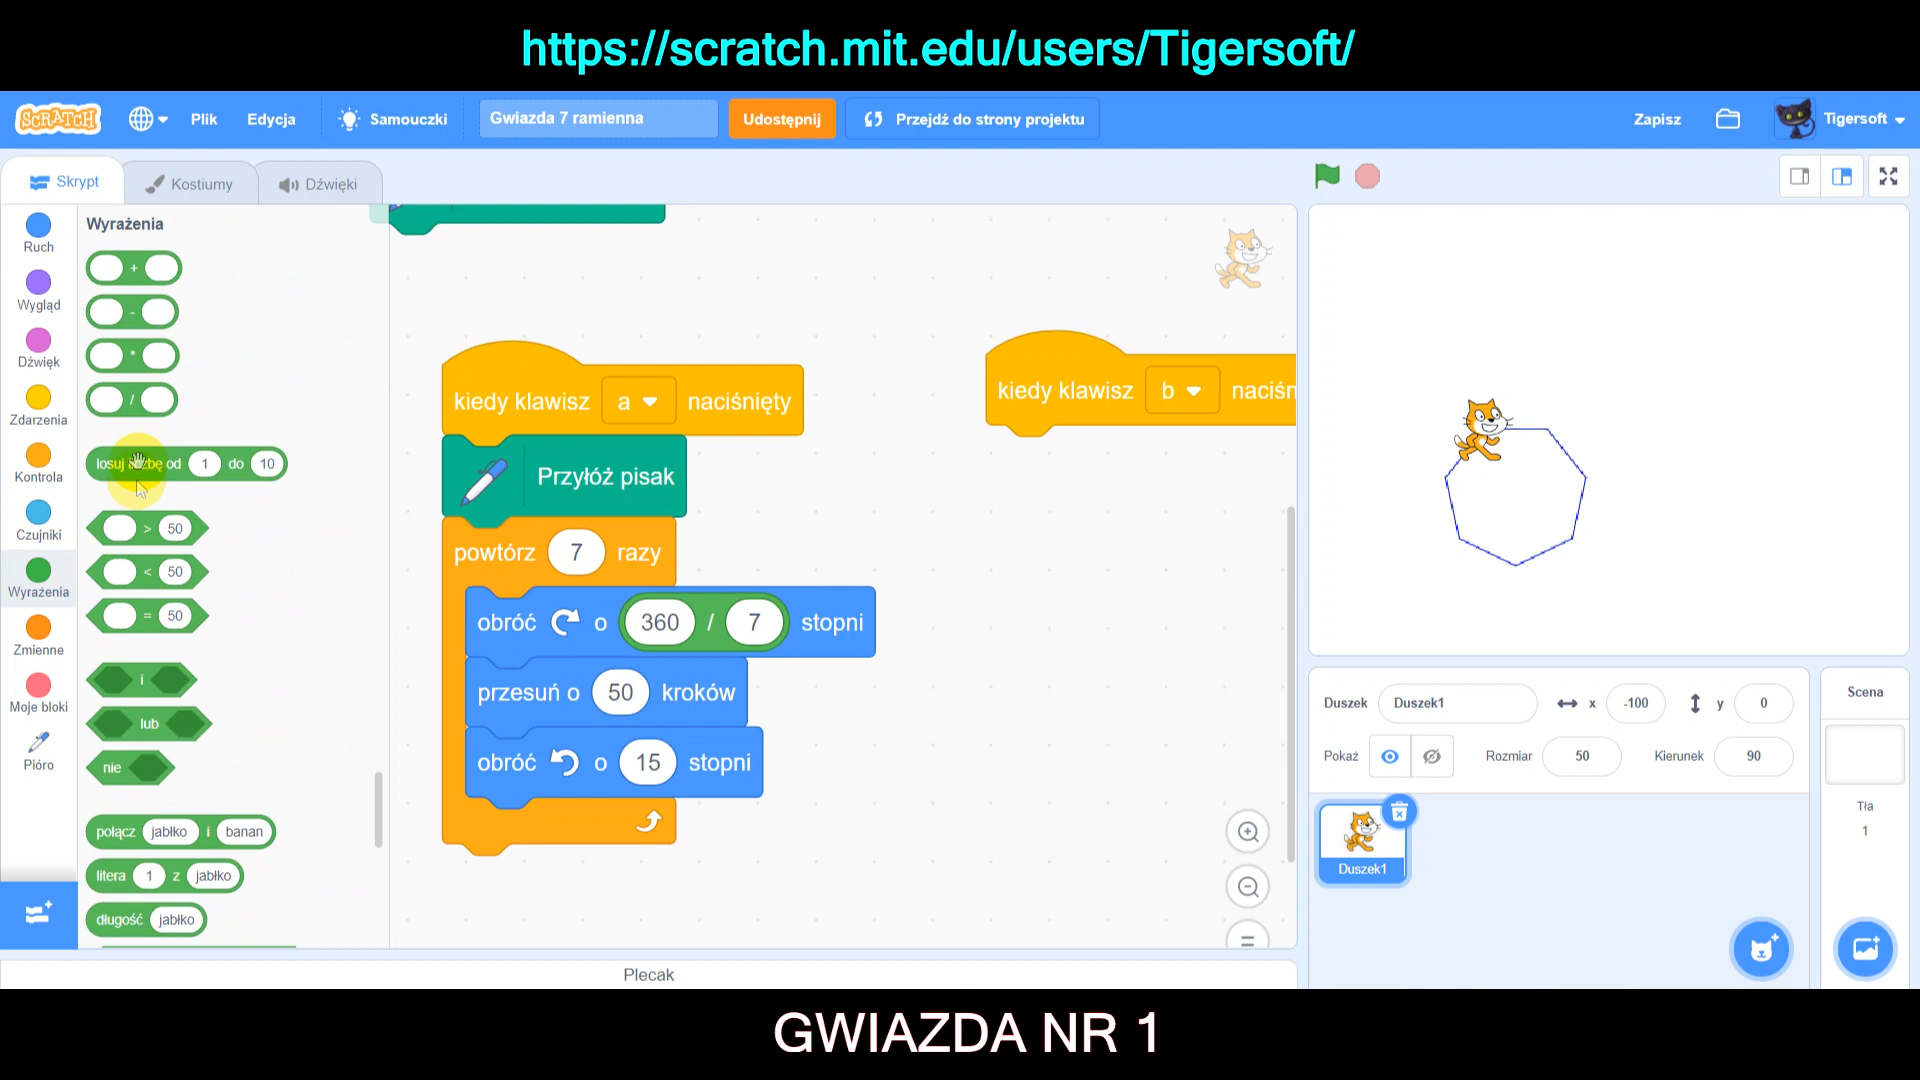 https://scratch.mit.edu/users/Tigersoft/
SCRATCH Plik Edycja Samouczki Gwiazda 7 ramienna Udostępnij Przejdź do strony projektu Zapisz Tigersoft
Skrypt Kostiumy Dźwięki
Ruch
Wygląd
Dźwięk
Zdarzenia
Kontrola
Czujniki
Wyrażenia
Zmienne
Moje bloki
Pióro
Wyrażenia
+
-
*
/
losuj od 1 do 10
> 50
< 50
= 50
i
lub
nie
połącz jabłko i banan
litera 1 z jabłko
długość jabłko
kiedy klawisz a naciśnięty
Przyłóż pisak
powtórz 7 razy
obróć o 360 / 7 stopni
przesuń o 50 kroków
obróć o 15 stopni
kiedy klawisz b naciśn
Duszek Duszek1 x -100 y 0
Pokaż Rozmiar 50 Kierunek 90
Duszek1
Scena
Tła
1
Plecak
GWIAZDA NR 1